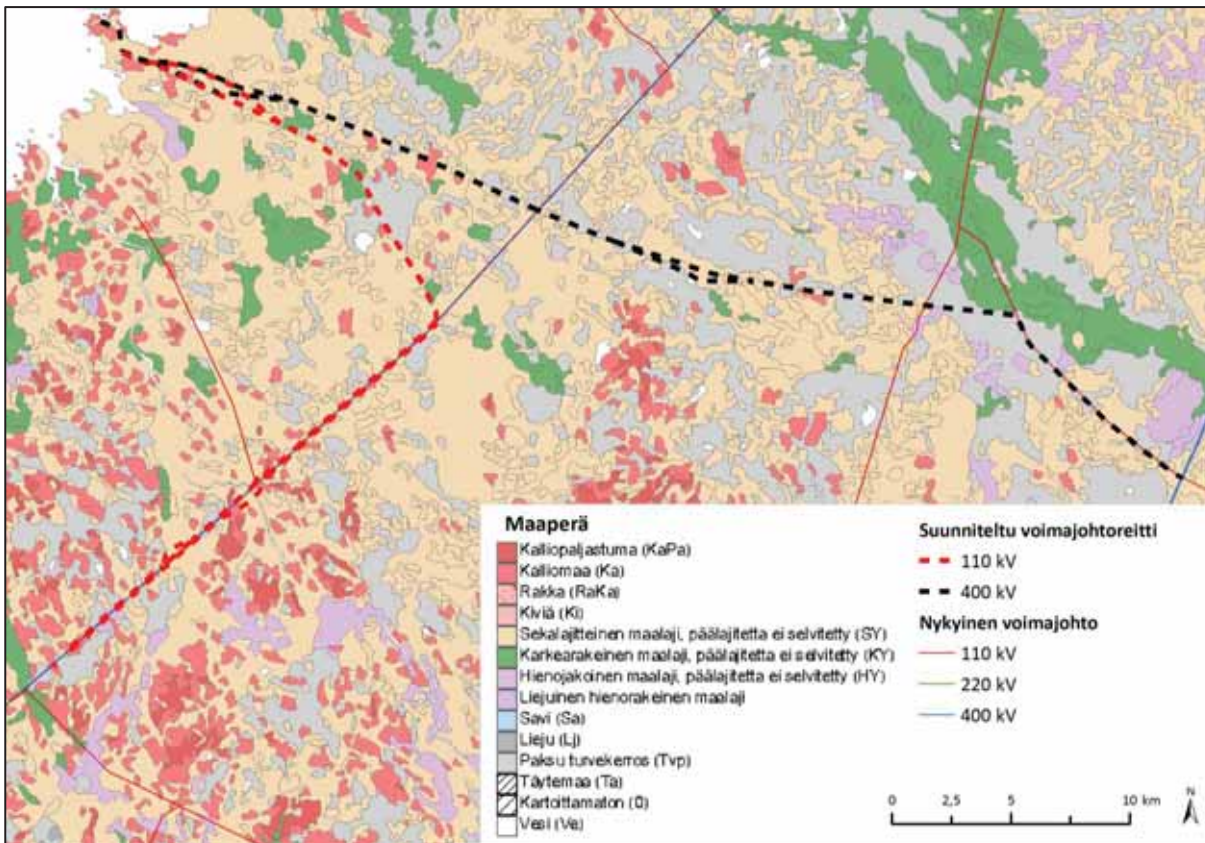 Maaperä
Kalliopaljastuma (KaPa)
Kalliomaa (Ka)
Rakka (RaKa)
Kiviä (Ki)
Sekalajitteinen maalaji, päälajitetta ei selvitetty (SY)
Karkearakeinen maalaji, päälajitetta ei selvitetty (KY)
Hienojakoinen maalaji, päälajitetta ei selvitetty (HY)
Liejuinen hienorakeinen maalaji
Savi (Sa)
Lieju (Lj)
Paksu turvekerros (Tvp)
Täytemaa (Ta)
Kartoittamaton (0)
Vesi (Ve)
Suunniteltu voimajohtoreitti
110 kV
400 kV
Nykyinen voimajohto
110 kV
220 kV
400 kV
0 2,5 5 10 km
N